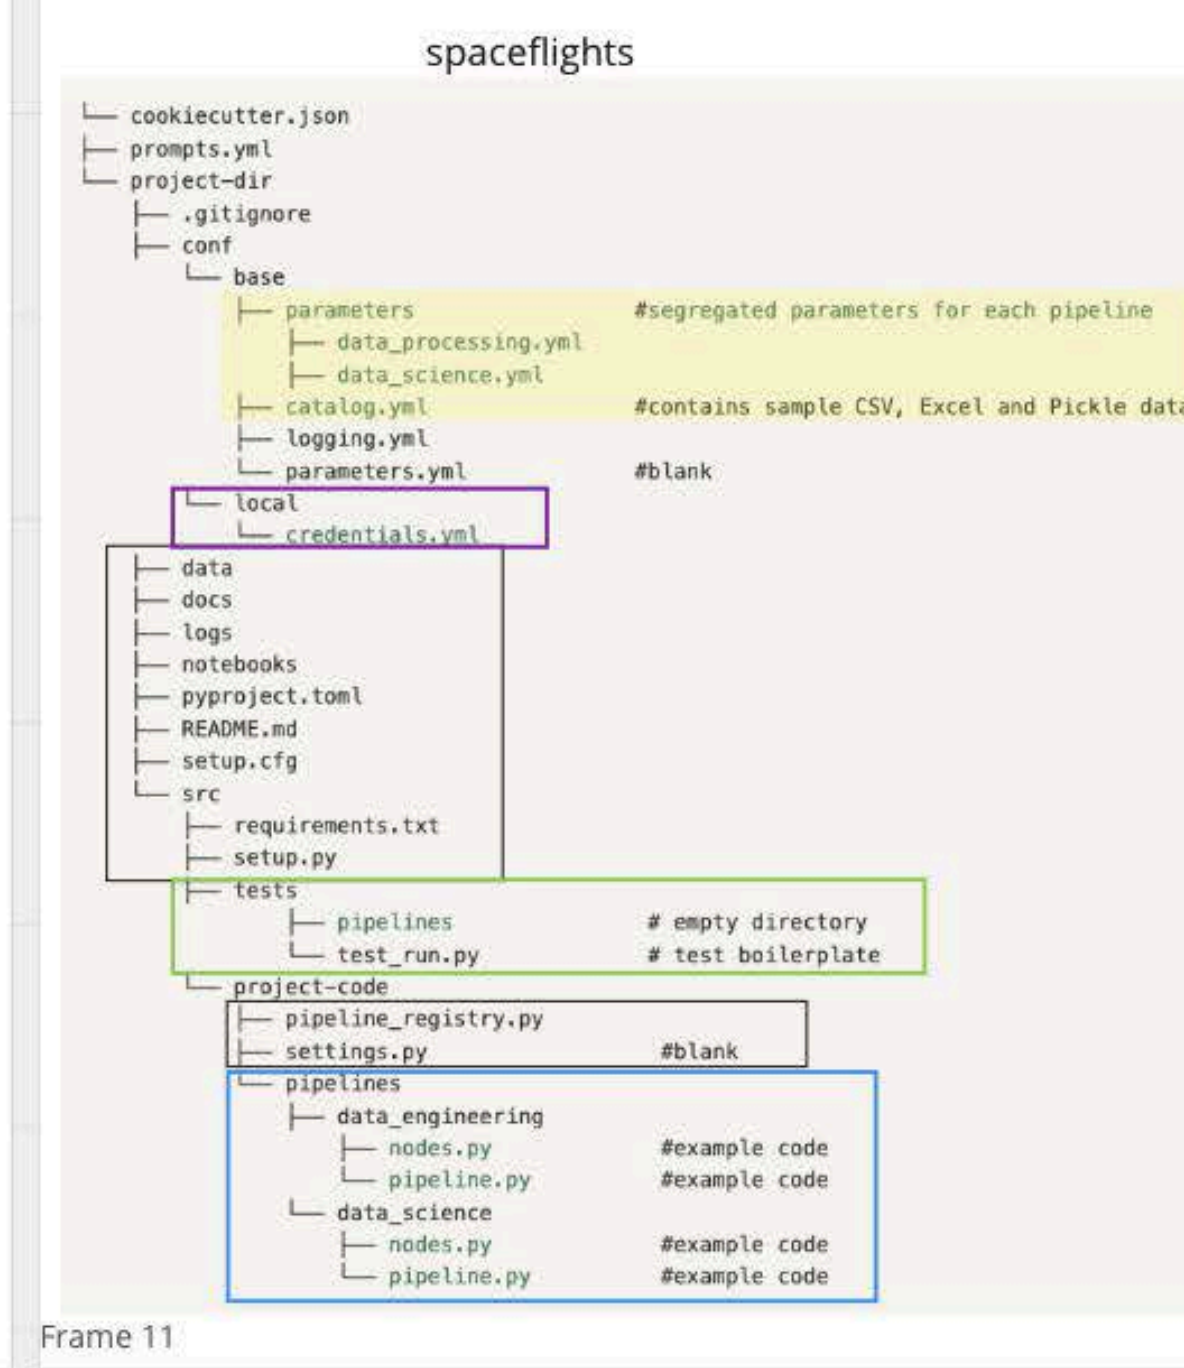 spaceflights
└── cookiecutter.json
├── prompts.yml
└── project-dir
    ├── .gitignore
    ├── conf
        └── base
            ├── parameters                 #segregated parameters for each pipeline
                ├── data_processing.yml
                ├── data_science.yml
            ├── catalog.yml                #contains sample CSV, Excel and Pickle data
            ├── logging.yml
            └── parameters.yml             #blank
        └── local
            └── credentials.yml
    ├── data
    ├── docs
    ├── logs
    ├── notebooks
    ├── pyproject.toml
    ├── README.md
    ├── setup.cfg
    └── src
        ├── requirements.txt
        ├── setup.py
        ├── tests
                ├── pipelines               # empty directory
                └── test_run.py             # test boilerplate
        └── project-code
            ├── pipeline_registry.py
            ├── settings.py                  #blank
            └── pipelines
                ├── data_engineering
                    ├── nodes.py             #example code
                    └── pipeline.py          #example code
                └── data_science
                    ├── nodes.py             #example code
                    └── pipeline.py          #example code
Frame 11